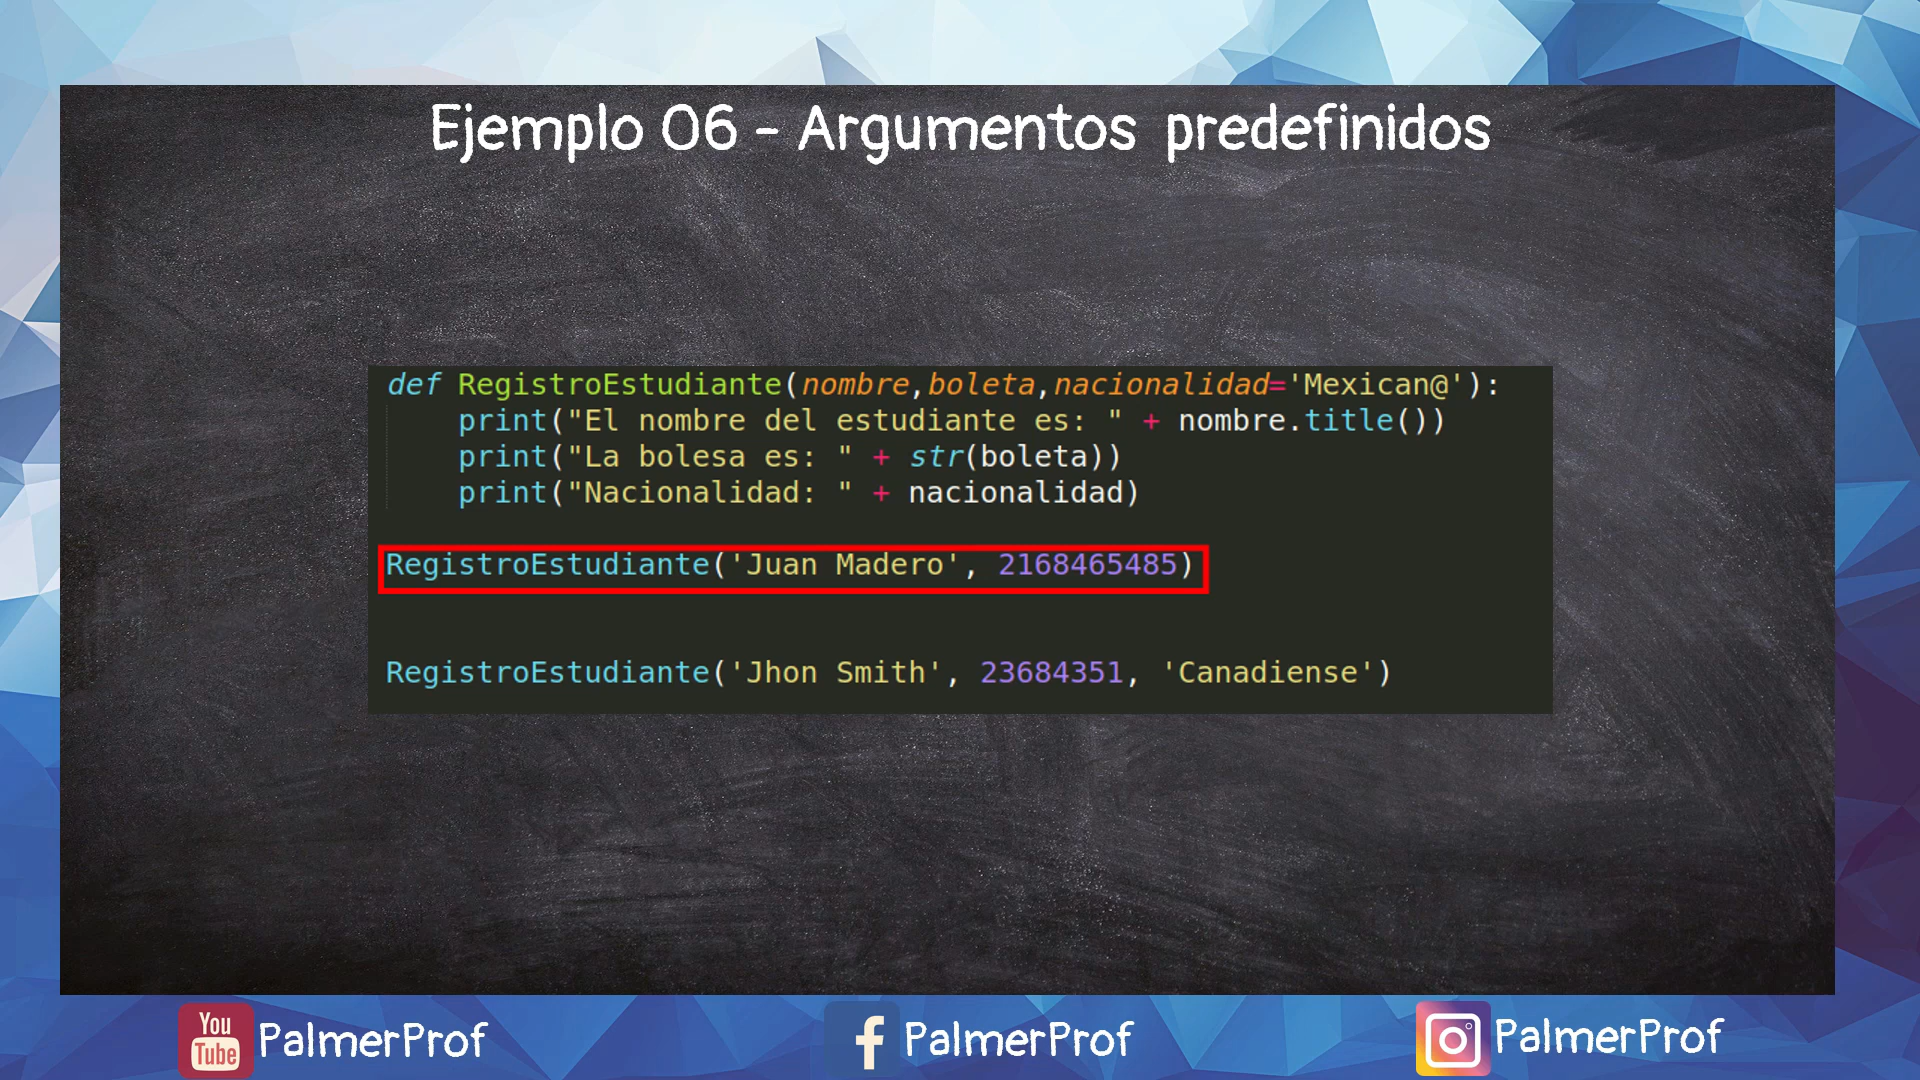 Ejemplo 06 - Argumentos predefinidos
def RegistroEstudiante(nombre,boleta,nacionalidad='Mexican@'):
    print("El nombre del estudiante es: " + nombre.title())
    print("La bolesa es: " + str(boleta))
    print("Nacionalidad: " + nacionalidad)
RegistroEstudiante('Juan Madero', 2168465485)
RegistroEstudiante('Jhon Smith', 23684351, 'Canadiense')
You Tube PalmerProf
f PalmerProf
PalmerProf